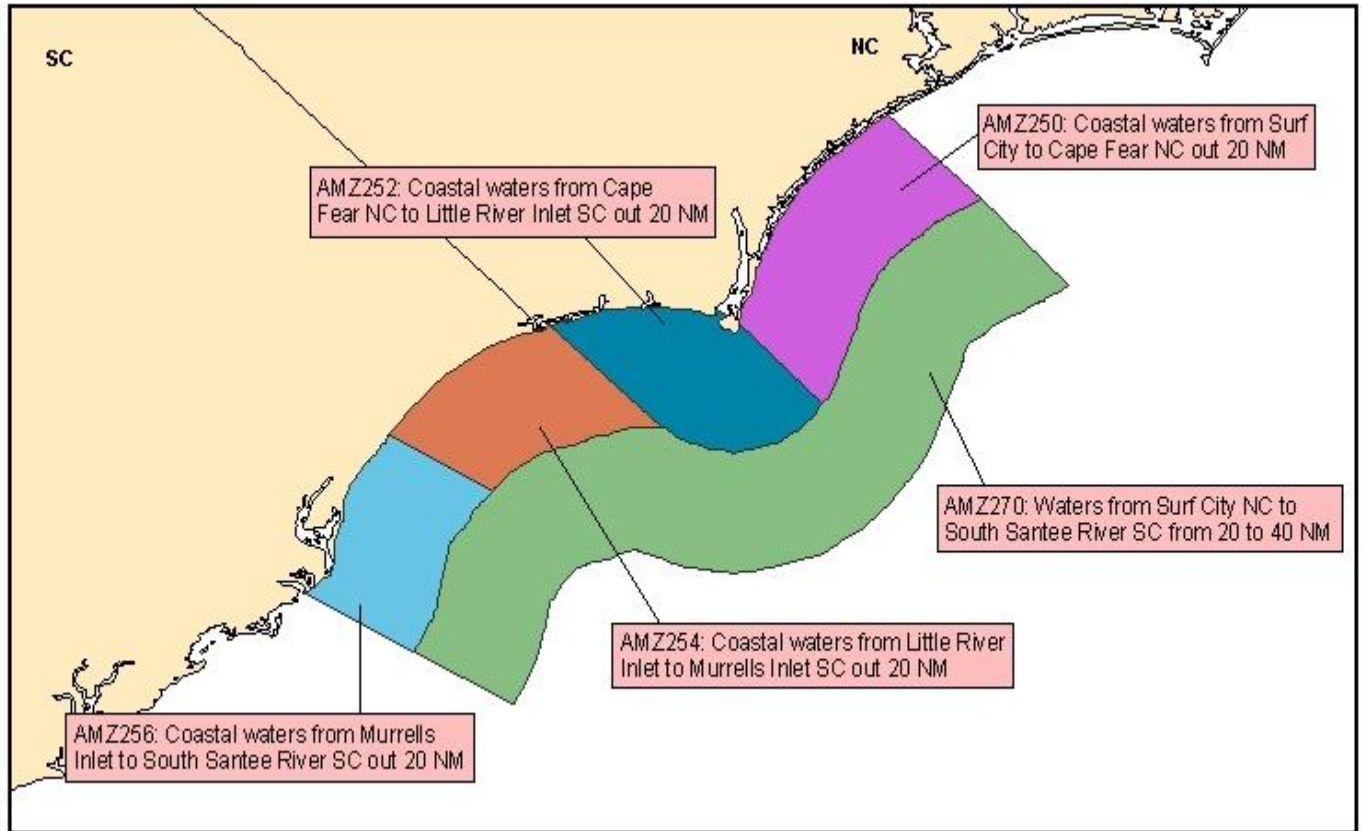 SC
NC
AMZ250: Coastal waters from Surf
City to Cape Fear NC out 20 NM
AMZ252: Coastal waters from Cape
Fear NC to Little River Inlet SC out 20 NM
AMZ270: Waters from Surf City NC to
South Santee River SC from 20 to 40 NM
AMZ254: Coastal waters from Little River
Inlet to Murrells Inlet SC out 20 NM
AMZ256: Coastal waters from Murrells
Inlet to South Santee River SC out 20 NM